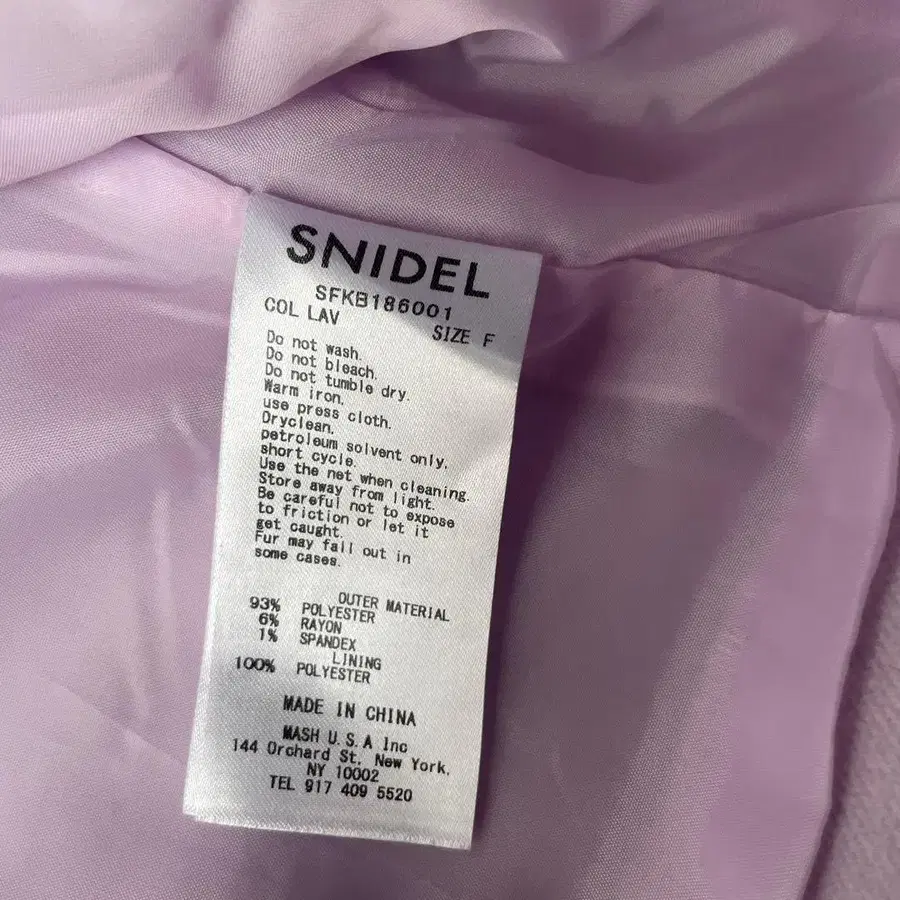 SNIDEL
SFKB186001
COL LAV SIZE F
Do not wash.
Do not bleach.
Do not tumble dry.
Warm iron.
use press cloth.
Dryclean.
petroleum solvent only.
short cycle.
Use the net when cleaning.
Store away from light.
Be careful not to expose
to friction or let it
get caught.
Fur may fall out in
some cases.
OUTER MATERIAL
93% POLYESTER
6% RAYON
1% SPANDEX
LINING
100% POLYESTER
MADE IN CHINA
MASH U.S.A Inc
144 Orchard St. New York.
NY 10002
TEL 917 409 5520